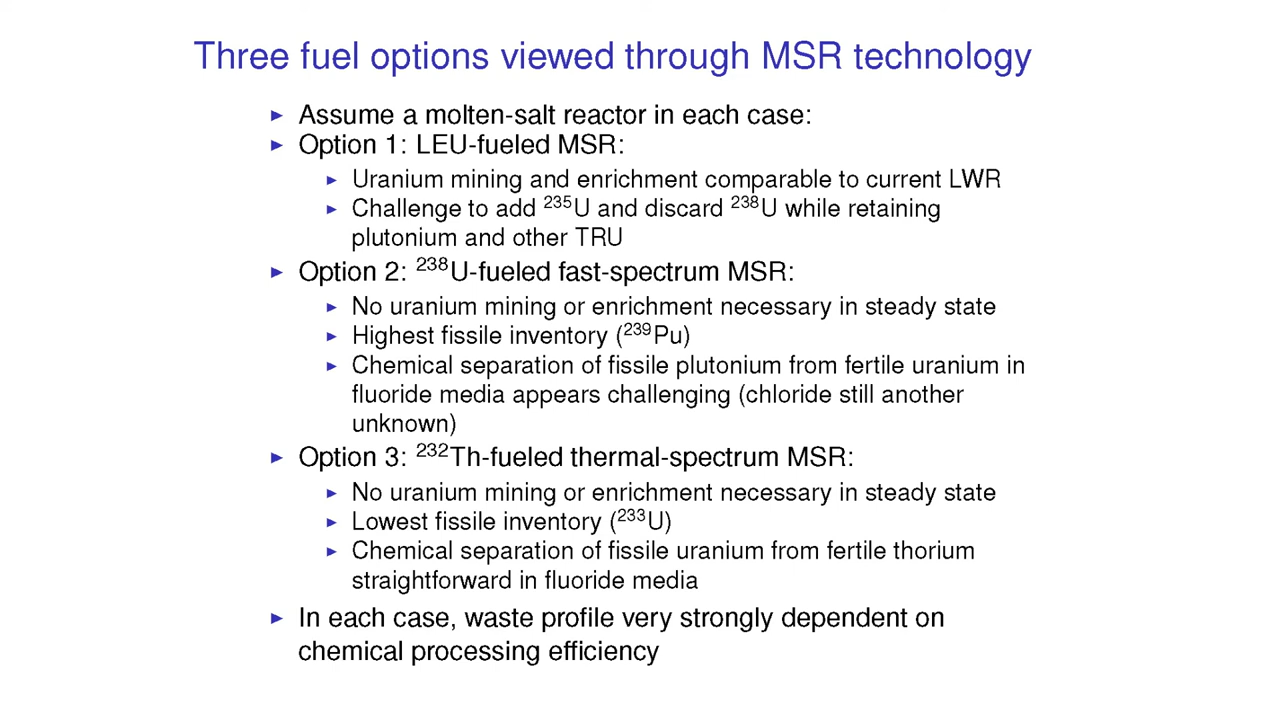 Three fuel options viewed through MSR technology
► Assume a molten-salt reactor in each case:
► Option 1: LEU-fueled MSR:
► Uranium mining and enrichment comparable to current LWR
► Challenge to add ²³⁵U and discard ²³⁸U while retaining
plutonium and other TRU
► Option 2: ²³⁸U-fueled fast-spectrum MSR:
► No uranium mining or enrichment necessary in steady state
► Highest fissile inventory (²³⁹Pu)
► Chemical separation of fissile plutonium from fertile uranium in
fluoride media appears challenging (chloride still another
unknown)
► Option 3: ²³²Th-fueled thermal-spectrum MSR:
► No uranium mining or enrichment necessary in steady state
► Lowest fissile inventory (²³³U)
► Chemical separation of fissile uranium from fertile thorium
straightforward in fluoride media
► In each case, waste profile very strongly dependent on
chemical processing efficiency